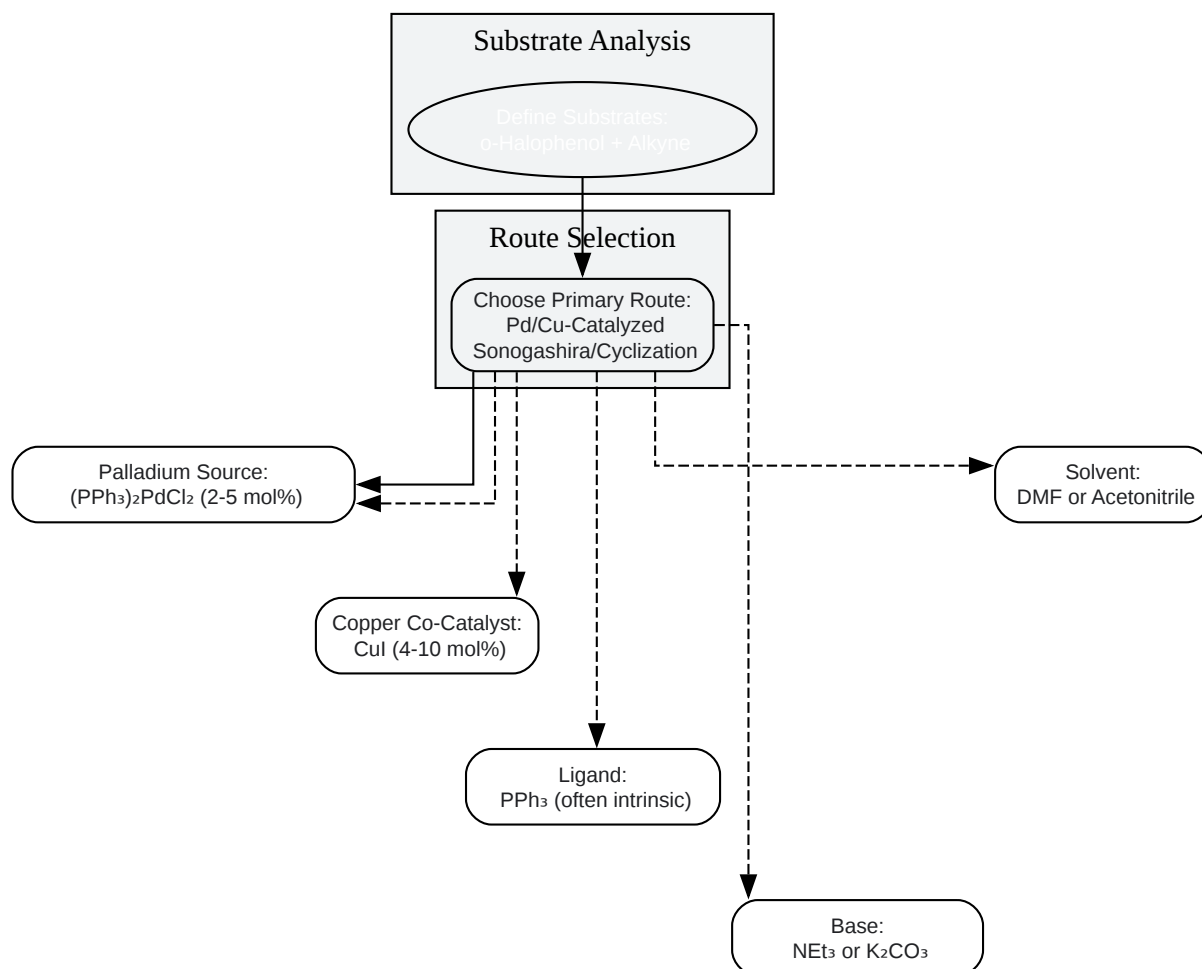 Substrate Analysis
Define Substrates:
o-Halophenol + Alkyne
Route Selection
Choose Primary Route:
Pd/Cu-Catalyzed
Sonogashira/Cyclization
Palladium Source:
(PPh₃)₂PdCl₂ (2-5 mol%)
Solvent:
DMF or Acetonitrile
Copper Co-Catalyst:
CuI (4-10 mol%)
Ligand:
PPh₃ (often intrinsic)
Base:
NEt₃ or K₂CO₃